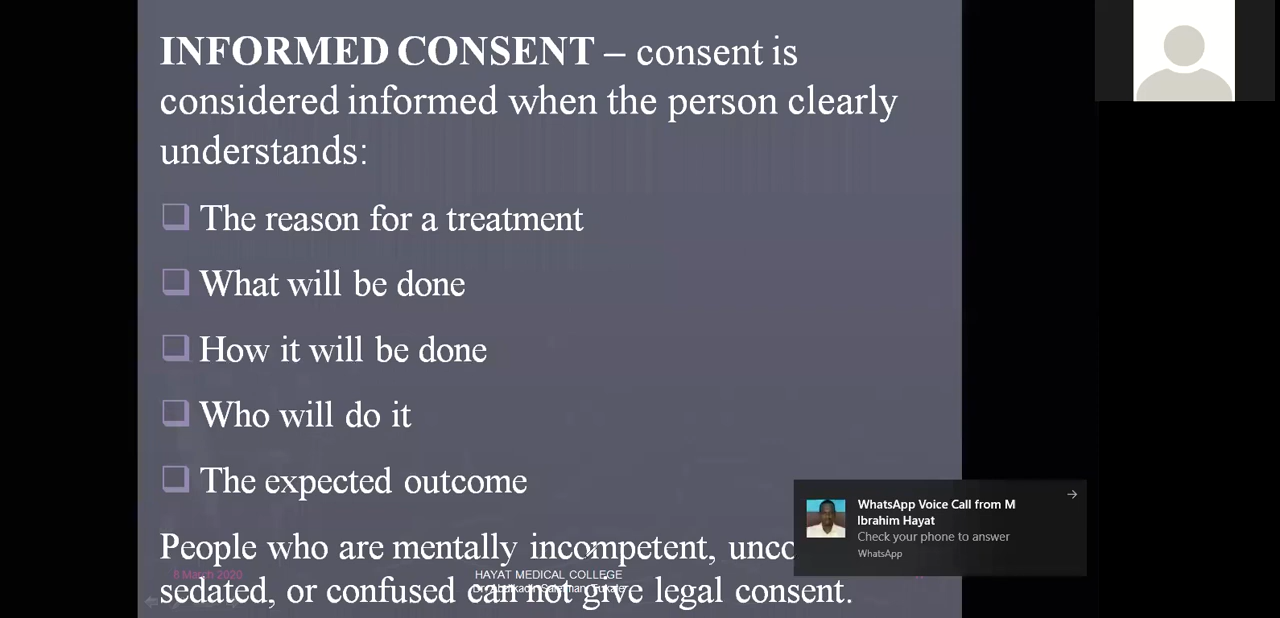 INFORMED CONSENT – consent is
considered informed when the person clearly
understands:
The reason for a treatment
What will be done
How it will be done
Who will do it
The expected outcome
People who are mentally incompetent,
sedated, or confused can not give legal consent.
8 March 2020
HAYAT MEDICAL COLLEGE
WhatsApp Voice Call from M
Ibrahim Hayat
Check your phone to answer
WhatsApp